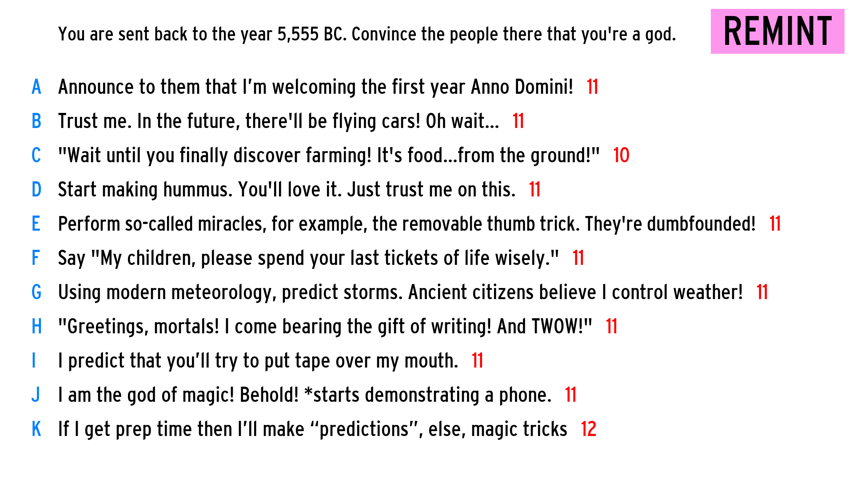 You are sent back to the year 5,555 BC. Convince the people there that you're a god.
REMINT
A Announce to them that I’m welcoming the first year Anno Domini! 11
B Trust me. In the future, there'll be flying cars! Oh wait... 11
C "Wait until you finally discover farming! It's food...from the ground!" 10
D Start making hummus. You'll love it. Just trust me on this. 11
E Perform so-called miracles, for example, the removable thumb trick. They're dumbfounded! 11
F Say "My children, please spend your last tickets of life wisely." 11
G Using modern meteorology, predict storms. Ancient citizens believe I control weather! 11
H "Greetings, mortals! I come bearing the gift of writing! And TWOW!" 11
I I predict that you’ll try to put tape over my mouth. 11
J I am the god of magic! Behold! *starts demonstrating a phone. 11
K If I get prep time then I’ll make “predictions”, else, magic tricks 12